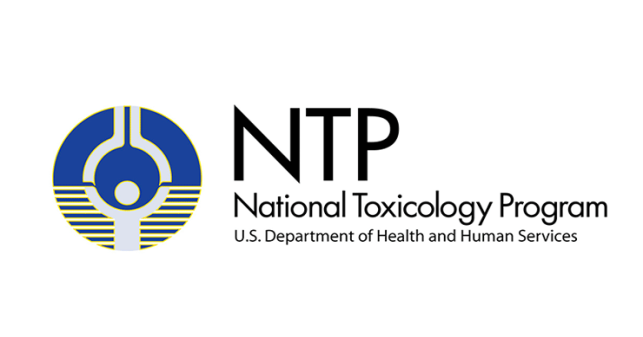 NTP
National Toxicology Program
U.S. Department of Health and Human Services